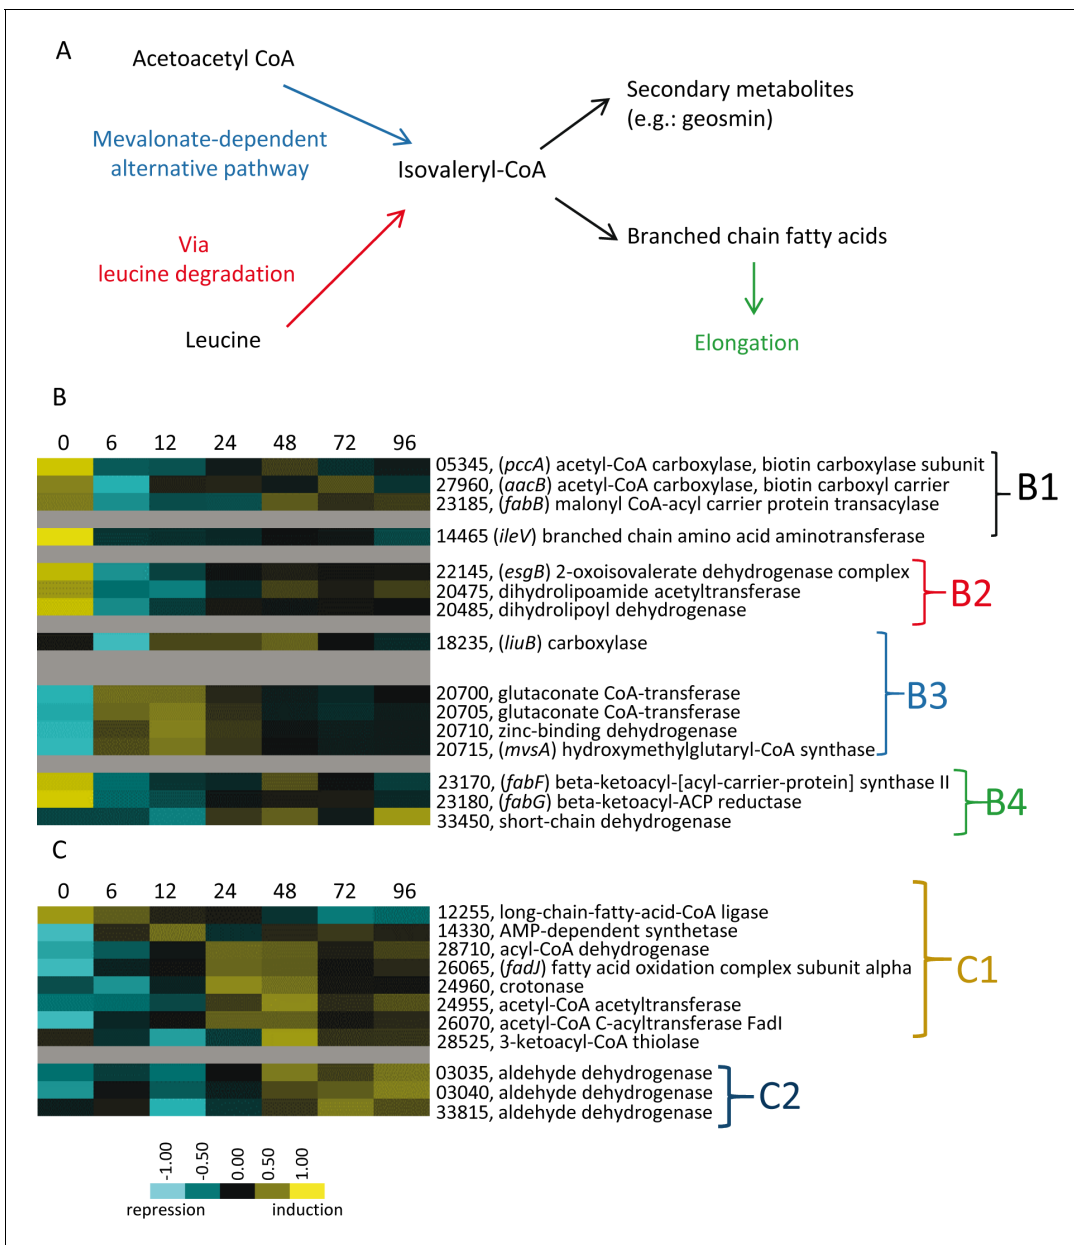 A
Acetoacetyl CoA
Mevalonate-dependent
alternative pathway
Via
leucine degradation
Leucine
Isovaleryl-CoA
Secondary metabolites
(e.g.: geosmin)
Branched chain fatty acids
Elongation
B
0 6 12 24 48 72 96
05345, (pccA) acetyl-CoA carboxylase, biotin carboxylase subunit
27960, (aacB) acetyl-CoA carboxylase, biotin carboxyl carrier
23185, (fabB) malonyl CoA-acyl carrier protein transacylase
14465 (ileV) branched chain amino acid aminotransferase
B1
22145, (esgB) 2-oxoisovalerate dehydrogenase complex
20475, dihydrolipoamide acetyltransferase
20485, dihydrolipoyl dehydrogenase
B2
18235, (liuB) carboxylase
20700, glutaconate CoA-transferase
20705, glutaconate CoA-transferase
20710, zinc-binding dehydrogenase
20715, (mvsA) hydroxymethylglutaryl-CoA synthase
B3
23170, (fabF) beta-ketoacyl-[acyl-carrier-protein] synthase II
23180, (fabG) beta-ketoacyl-ACP reductase
33450, short-chain dehydrogenase
B4
C
0 6 12 24 48 72 96
12255, long-chain-fatty-acid-CoA ligase
14330, AMP-dependent synthetase
28710, acyl-CoA dehydrogenase
26065, (fadJ) fatty acid oxidation complex subunit alpha
24960, crotonase
24955, acetyl-CoA acetyltransferase
26070, acetyl-CoA C-acyltransferase FadI
28525, 3-ketoacyl-CoA thiolase
C1
03035, aldehyde dehydrogenase
03040, aldehyde dehydrogenase
33815, aldehyde dehydrogenase
C2
-1.00 -0.50 0.00 0.50 1.00
repression induction